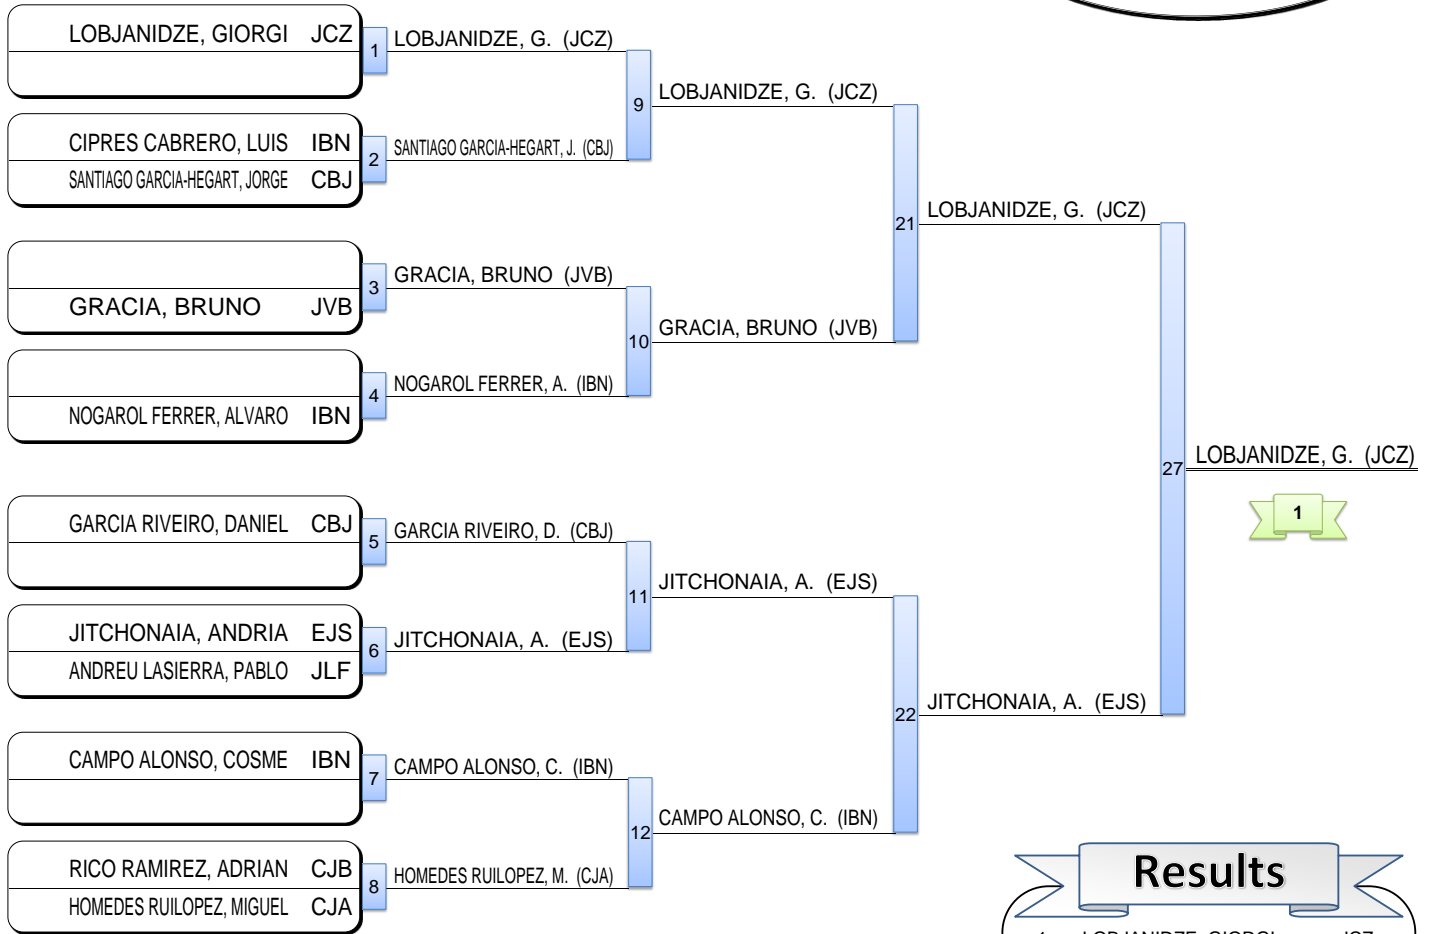 LOBJANIDZE, GIORGI JCZ
1
LOBJANIDZE, G. (JCZ)
CIPRES CABRERO, LUIS IBN
SANTIAGO GARCIA-HEGART, JORGE CBJ
2
SANTIAGO GARCIA-HEGART, J. (CBJ)
9
LOBJANIDZE, G. (JCZ)
GRACIA, BRUNO JVB
3
GRACIA, BRUNO (JVB)
NOGAROL FERRER, ALVARO IBN
4
NOGAROL FERRER, A. (IBN)
10
GRACIA, BRUNO (JVB)
21
LOBJANIDZE, G. (JCZ)
GARCIA RIVEIRO, DANIEL CBJ
5
GARCIA RIVEIRO, D. (CBJ)
JITCHONAIA, ANDRIA EJS
ANDREU LASIERRA, PABLO JLF
6
JITCHONAIA, A. (EJS)
11
JITCHONAIA, A. (EJS)
CAMPO ALONSO, COSME IBN
7
CAMPO ALONSO, C. (IBN)
RICO RAMIREZ, ADRIAN CJB
HOMEDES RUILOPEZ, MIGUEL CJA
8
HOMEDES RUILOPEZ, M. (CJA)
12
CAMPO ALONSO, C. (IBN)
22
JITCHONAIA, A. (EJS)
27
LOBJANIDZE, G. (JCZ)
1
Results